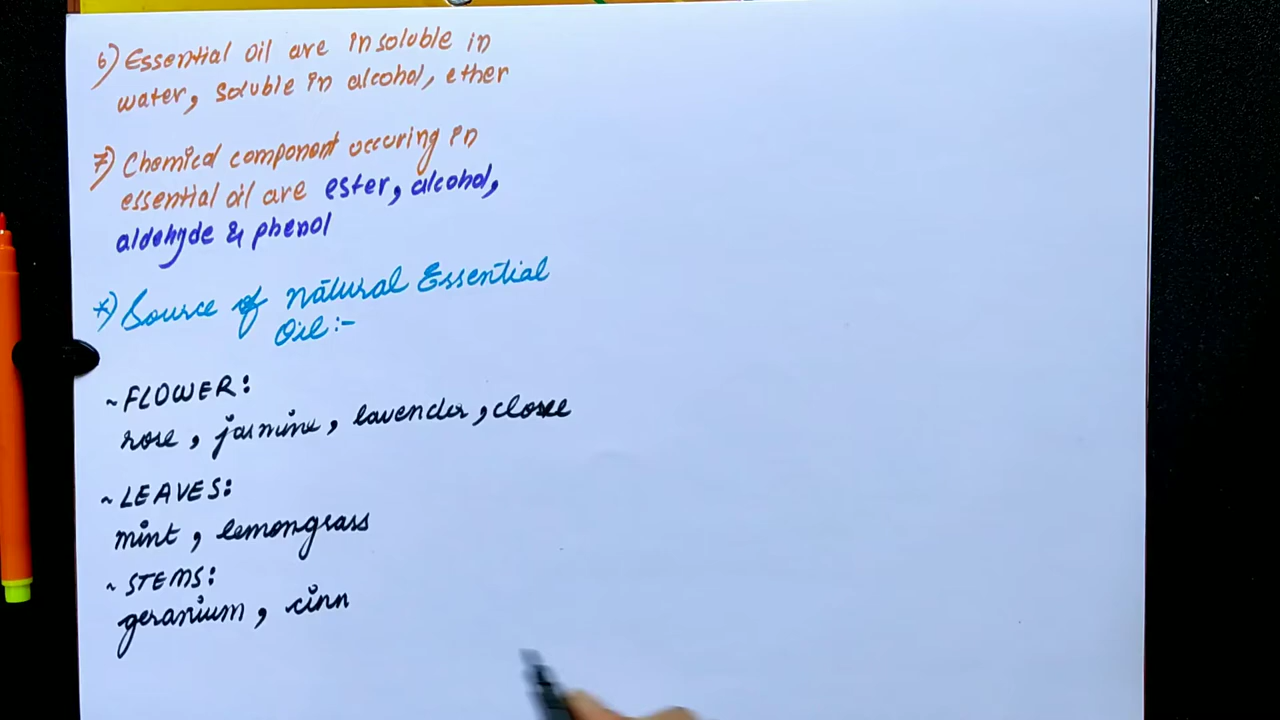 6) Essential oil are insoluble in
water, soluble in alcohol, ether
7) Chemical component occuring in
essential oil are ester, alcohol,
aldehyde & phenol
*) Source of natural Essential
Oil:-
~ FLOWER:
rose, jasmine, lavender, clove
~ LEAVES:
mint, lemongrass
~ STEMS:
geranium, cinn